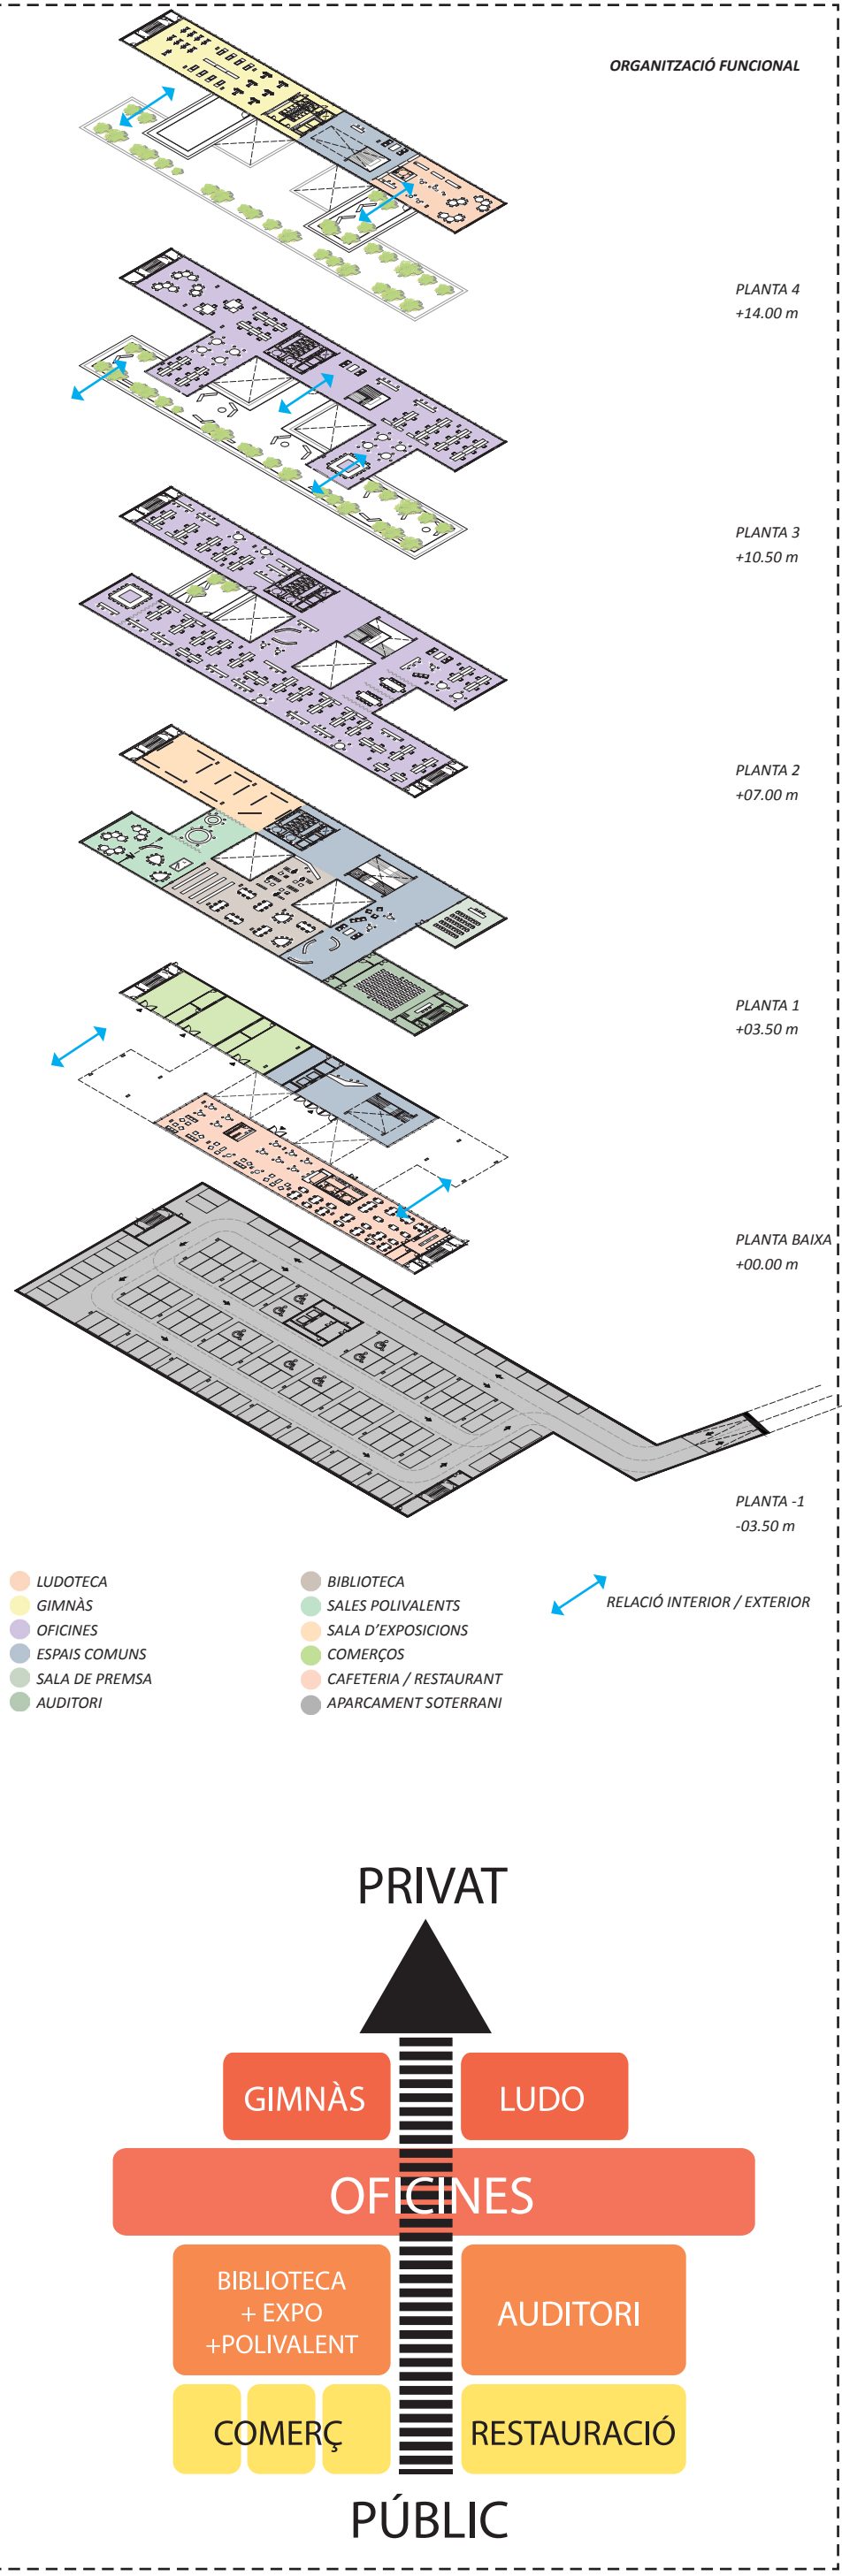 ORGANITZACIÓ FUNCIONAL
PLANTA 4
+14.00 m
PLANTA 3
+10.50 m
PLANTA 2
+07.00 m
PLANTA 1
+03.50 m
PLANTA BAIXA
+00.00 m
PLANTA -1
-03.50 m
LUDOTECA
GIMNÀS
OFICINES
ESPAIS COMUNS
SALA DE PREMSA
AUDITORI
BIBLIOTECA
SALES POLIVALENTS
SALA D'EXPOSICIONS
COMERÇOS
CAFETERIA / RESTAURANT
APARCAMENT SOTERRANI
RELACIÓ INTERIOR / EXTERIOR
PRIVAT
GIMNÀS
LUDO
OFICINES
BIBLIOTECA
+ EXPO
+POLIVALENT
AUDITORI
COMERÇ
RESTAURACIÓ
PÚBLIC